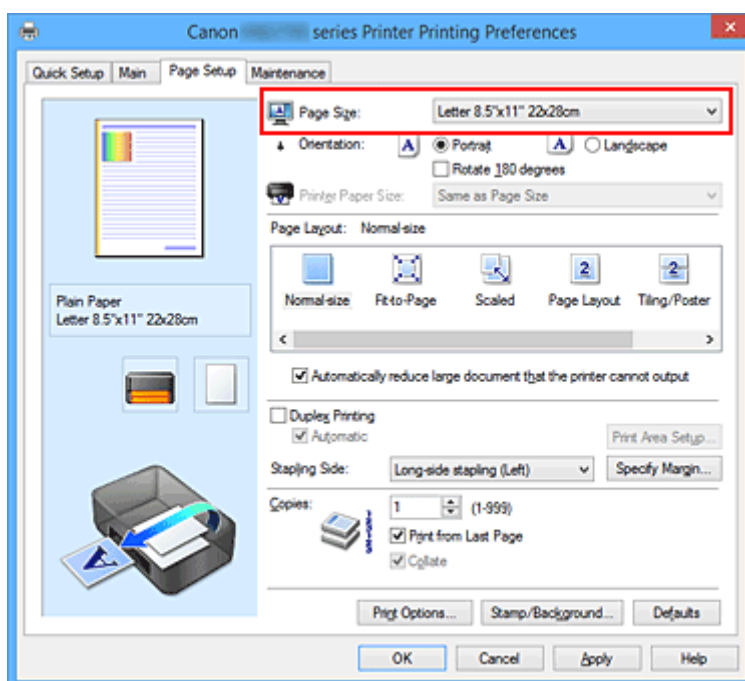 Canon series Printer Printing Preferences
Quick Setup Main Page Setup Maintenance
Page Size: Letter 8.5"x11" 22x28cm
Orientation: A Portrait A Landscape
Rotate 180 degrees
Printer Paper Size: Same as Page Size
Page Layout: Normal-size
2 2
Normal-size Fit-to-Page Scaled Page Layout Tiling/Poster
Plain Paper
Letter 8.5"x11" 22x28cm
Automatically reduce large document that the printer cannot output
Duplex Printing
Automatic
Print Area Setup...
Stapling Side: Long-side stapling (Left) Specify Margin...
Copies: 1 (1-999)
Print from Last Page
Collate
A
Print Options... Stamp/Background... Defaults
OK Cancel Apply Help